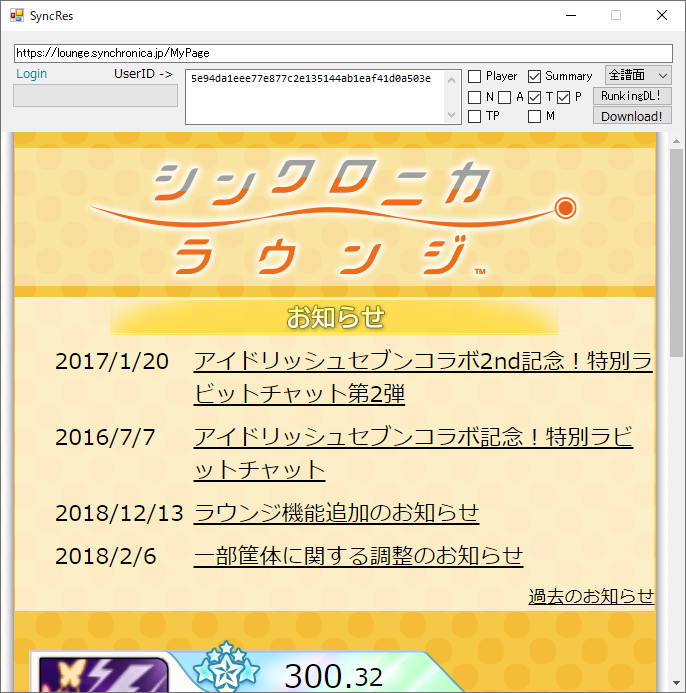 SyncRes
https://lounge.synchronica.jp/MyPage
Login UserID ->
5e94da1eee77e877c2e135144ab1eaf41d0a503e
Player Summary 全譜面
N A T P RunkingDL!
TP M Download!
シンクロニカ
ラウンジ TM
お知らせ
2017/1/20 アイドリッシュセブンコラボ2nd記念！特別ラ
ビットチャット第2弾
2016/7/7 アイドリッシュセブンコラボ記念！特別ラビ
ットチャット
2018/12/13 ラウンジ機能追加のお知らせ
2018/2/6 一部筐体に関する調整のお知らせ
過去のお知らせ
300.32